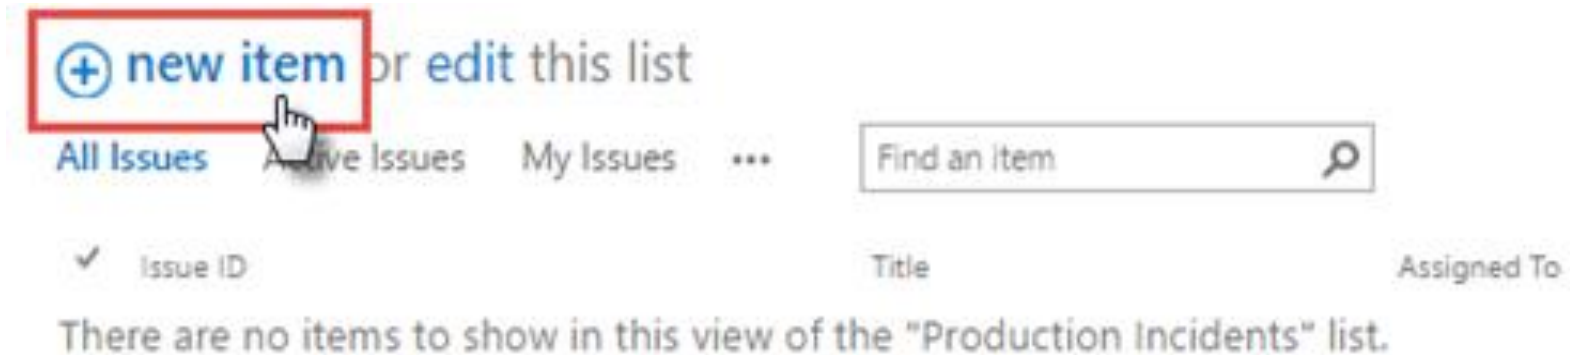 new item or edit this list
All Issues Active Issues My Issues ••• Find an item
Issue ID Title Assigned To
There are no items to show in this view of the "Production Incidents" list.